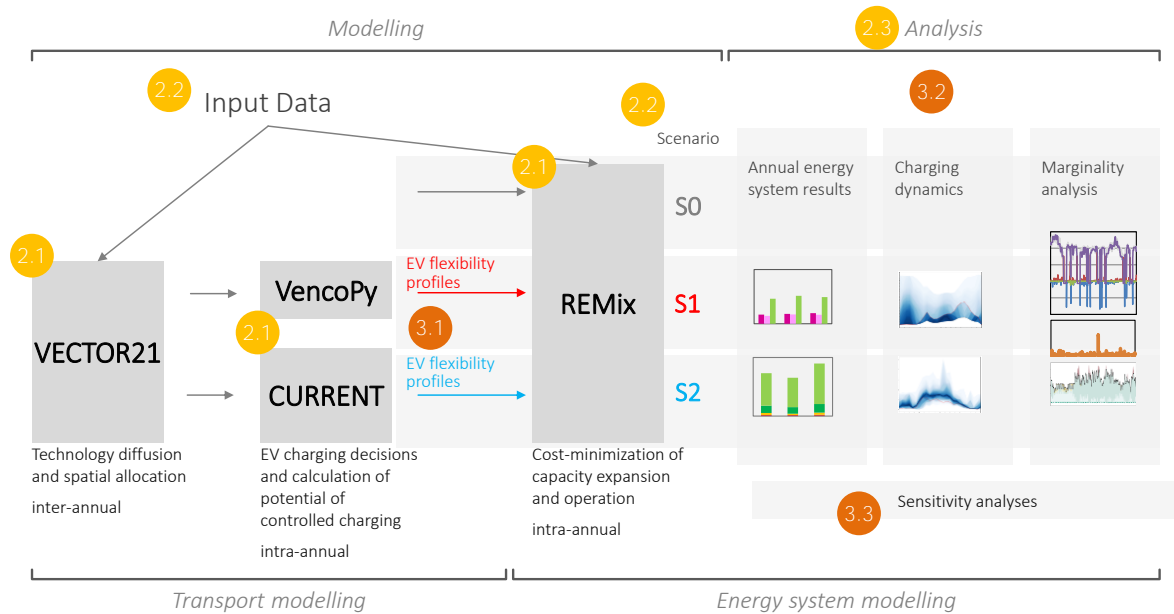 Modelling
2.3
Analysis
2.2
Input Data
2.2
3.2
Scenario
2.1
Annual energy
system results
Charging
dynamics
Marginality
analysis
S0
2.1
VECTOR21
VencoPy
EV flexibility
profiles
REMix
S1
2.1
3.1
CURRENT
EV flexibility
profiles
S2
Technology diffusion
and spatial allocation
inter-annual
EV charging decisions
and calculation of
potential of
controlled charging
intra-annual
Cost-minimization of
capacity expansion
and operation
intra-annual
3.3
Sensitivity analyses
Transport modelling
Energy system modelling